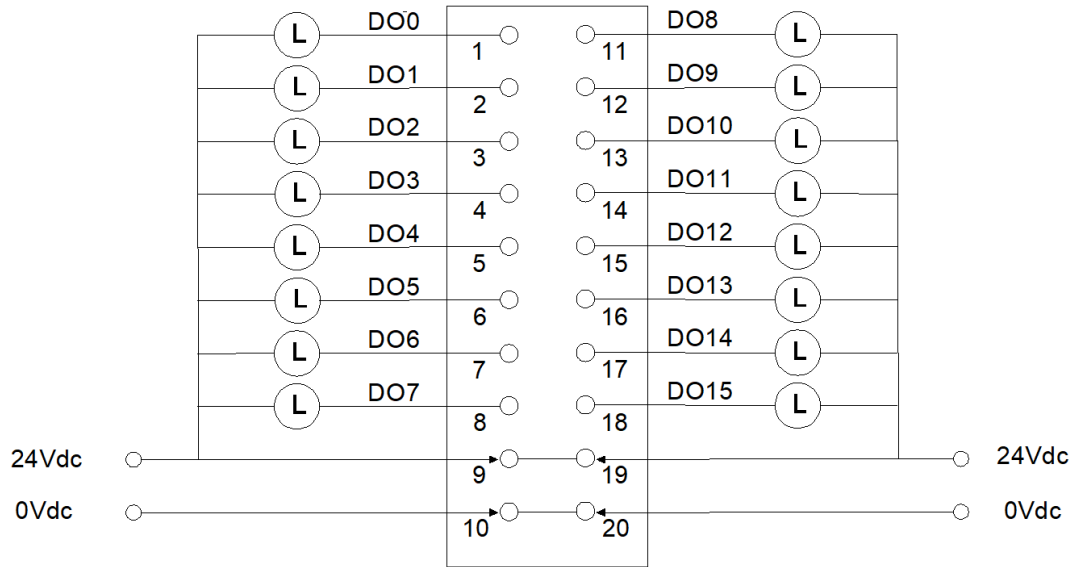 L DO0 1 11 DO8 L
L DO1 2 12 DO9 L
L DO2 3 13 DO10 L
L DO3 4 14 DO11 L
L DO4 5 15 DO12 L
L DO5 6 16 DO13 L
L DO6 7 17 DO14 L
L DO7 8 18 DO15 L
24Vdc 9 19 24Vdc
0Vdc 10 20 0Vdc